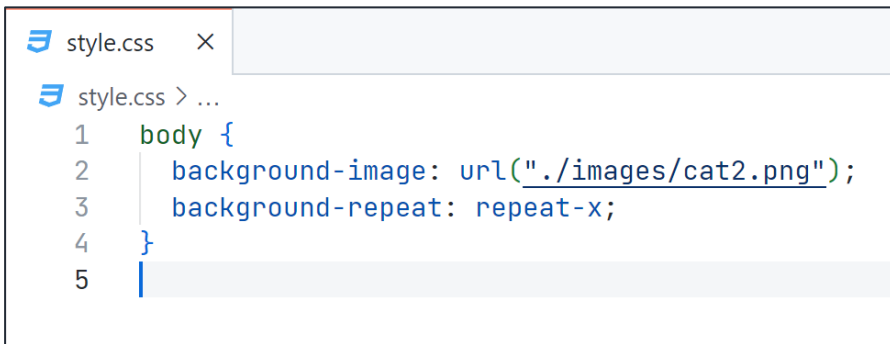 style.css ×
style.css > ...
1 body {
2 background-image: url("./images/cat2.png");
3 background-repeat: repeat-x;
4 }
5